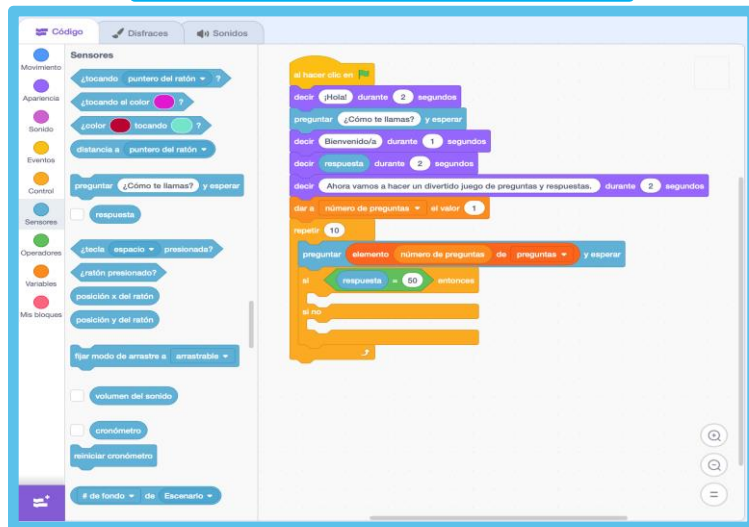 Código
Disfraces
Sonidos
Movimiento
Apariencia
Sonido
Eventos
Control
Sensores
Operadores
Variables
Mis bloques
Sensores
¿tocando puntero del ratón ?
¿tocando el color ?
¿color tocando ?
distancia a puntero del ratón
preguntar ¿Cómo te llamas? y esperar
respuesta
¿tecla espacio presionada?
¿ratón presionado?
posición x del ratón
posición y del ratón
fijar modo de arrastre a arrastrable
volumen del sonido
cronómetro
reiniciar cronómetro
# de fondo de Escenario
al hacer clic en
decir ¡Hola! durante 2 segundos
preguntar ¿Cómo te llamas? y esperar
decir Bienvenido/a durante 1 segundos
decir respuesta durante 2 segundos
decir Ahora vamos a hacer un divertido juego de preguntas y respuestas. durante 2 segundos
dar a número de preguntas el valor 1
repetir 10
preguntar elemento número de preguntas de preguntas y esperar
si respuesta = 50 entonces
si no